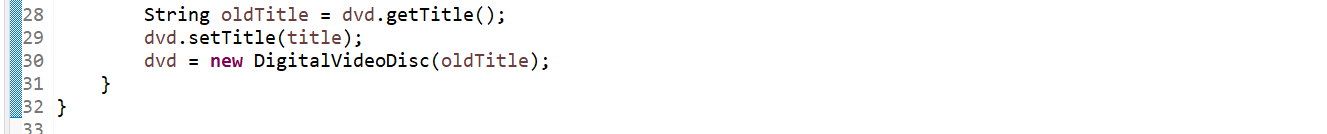 28 String oldTitle = dvd.getTitle();
29 dvd.setTitle(title);
30 dvd = new DigitalVideoDisc(oldTitle);
31 }
32 }
33